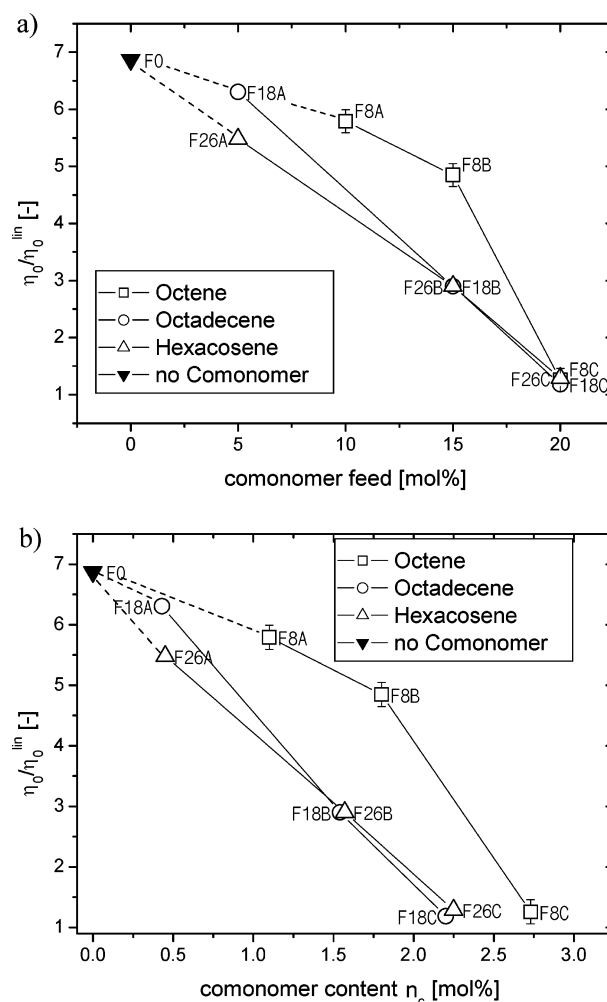 a)
7
6
5
4
3
2
1
η₀/η₀ˡⁱⁿ [-]
F0
F18A
F26A
F8A
F8B
F26B
F18B
F8C
F26C
F18C
Octene
Octadecene
Hexacosene
no Comonomer
0 5 10 15 20
comonomer feed [mol%]
b)
7
6
5
4
3
2
1
η₀/η₀ˡⁱⁿ [-]
Octene
Octadecene
Hexacosene
no Comonomer
F0
F18A
F26A
F8A
F8B
F18B
F26B
F18C
F26C
F8C
0.0 0.5 1.0 1.5 2.0 2.5 3.0
comonomer content n_c [mol%]